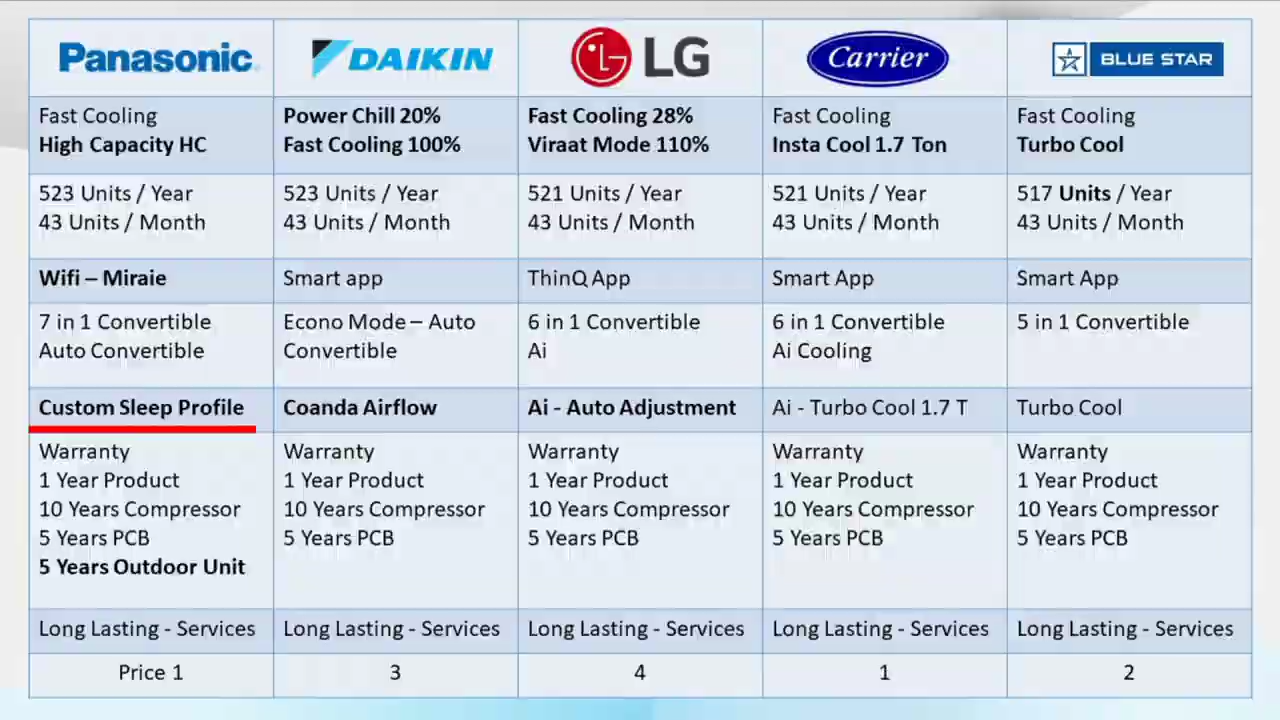 Panasonic
DAIKIN
LG
Carrier
BLUE STAR
Fast Cooling
High Capacity HC
Power Chill 20%
Fast Cooling 100%
Fast Cooling 28%
Viraat Mode 110%
Fast Cooling
Insta Cool 1.7 Ton
Fast Cooling
Turbo Cool
523 Units / Year
43 Units / Month
523 Units / Year
43 Units / Month
521 Units / Year
43 Units / Month
521 Units / Year
43 Units / Month
517 Units / Year
43 Units / Month
Wifi – Miraie
Smart app
ThinQ App
Smart App
Smart App
7 in 1 Convertible
Auto Convertible
Econo Mode – Auto
Convertible
6 in 1 Convertible
Ai
6 in 1 Convertible
Ai Cooling
5 in 1 Convertible
Custom Sleep Profile
Coanda Airflow
Ai - Auto Adjustment
Ai - Turbo Cool 1.7 T
Turbo Cool
Warranty
1 Year Product
10 Years Compressor
5 Years PCB
5 Years Outdoor Unit
Warranty
1 Year Product
10 Years Compressor
5 Years PCB
Warranty
1 Year Product
10 Years Compressor
5 Years PCB
Warranty
1 Year Product
10 Years Compressor
5 Years PCB
Warranty
1 Year Product
10 Years Compressor
5 Years PCB
Long Lasting - Services
Long Lasting - Services
Long Lasting - Services
Long Lasting - Services
Long Lasting - Services
Price 1
3
4
1
2